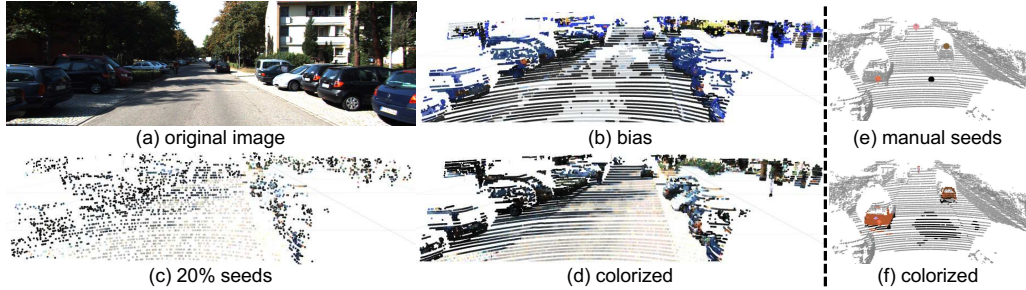 (a) original image
(b) bias
(e) manual seeds
(c) 20% seeds
(d) colorized
(f) colorized